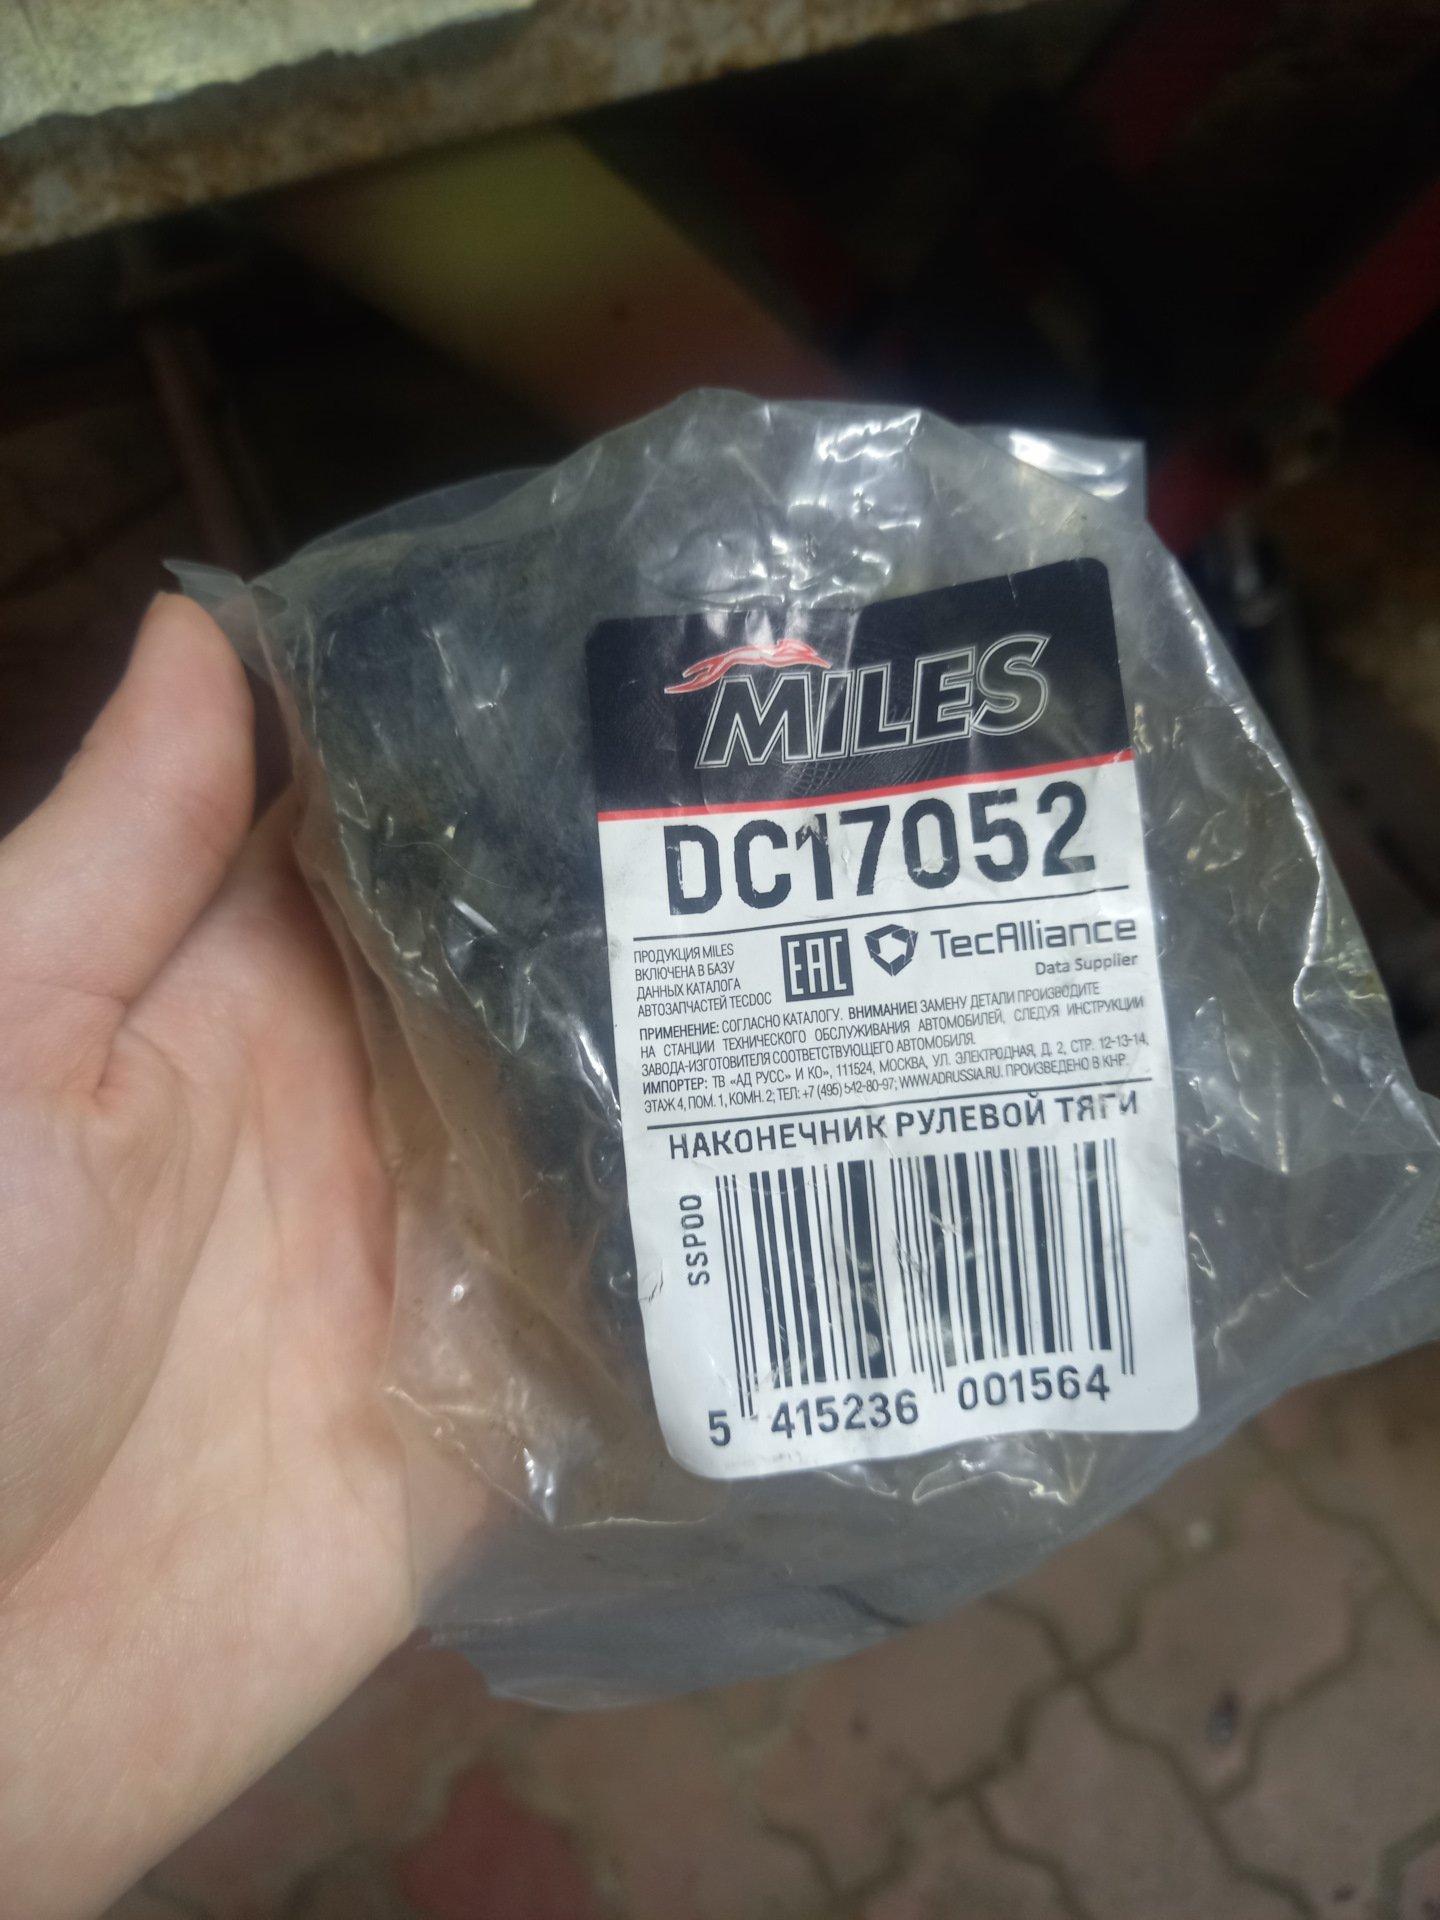 MILES
DC17052
ПРОДУКЦИЯ MILES
ВКЛЮЧЕНА В БАЗУ
ДАННЫХ КАТАЛОГА
АВТОЗАПЧАСТЕЙ TECDOC
EAC
TecAlliance
Data Supplier
ПРИМЕНЕНИЕ: СОГЛАСНО КАТАЛОГУ. ВНИМАНИЕ! ЗАМЕНУ ДЕТАЛИ ПРОИЗВОДИТЕ
НА СТАНЦИИ ТЕХНИЧЕСКОГО ОБСЛУЖИВАНИЯ АВТОМОБИЛЕЙ, СЛЕДУЯ ИНСТРУКЦИИ
ЗАВОДА-ИЗГОТОВИТЕЛЯ СООТВЕТСТВУЮЩЕГО АВТОМОБИЛЯ.
ИМПОРТЕР: ТВ «АД РУСС» И КО», 111524, МОСКВА, УЛ. ЭЛЕКТРОДНАЯ, Д. 2, СТР. 12-13-14,
ЭТАЖ 4, ПОМ. 1, КОМН. 2; ТЕЛ: +7 (495) 542-80-97; WWW.ADRUSSIA.RU. ПРОИЗВЕДЕНО В КНР.
НАКОНЕЧНИК РУЛЕВОЙ ТЯГИ
SSP00
5 415236 001564